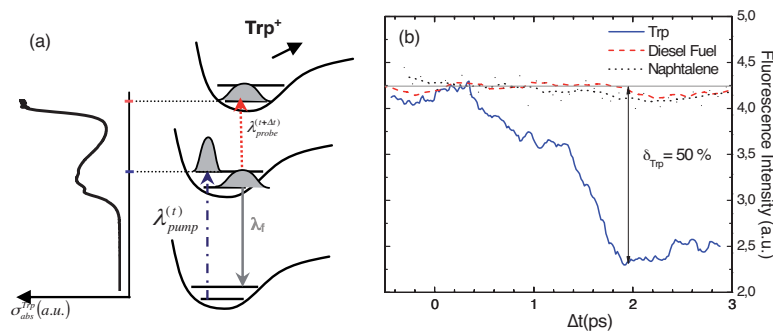 (a)
Trp+
λprobe(t+Δt)
λpump(t)
λf
σabsTrp(a.u.)
(b)
Trp
Diesel Fuel
Naphtalene
δTrp = 50 %
5,0
4,5
4,0
3,5
3,0
2,5
2,0
Fluorescence Intensity (a.u.)
0
1
2
3
Δt(ps)